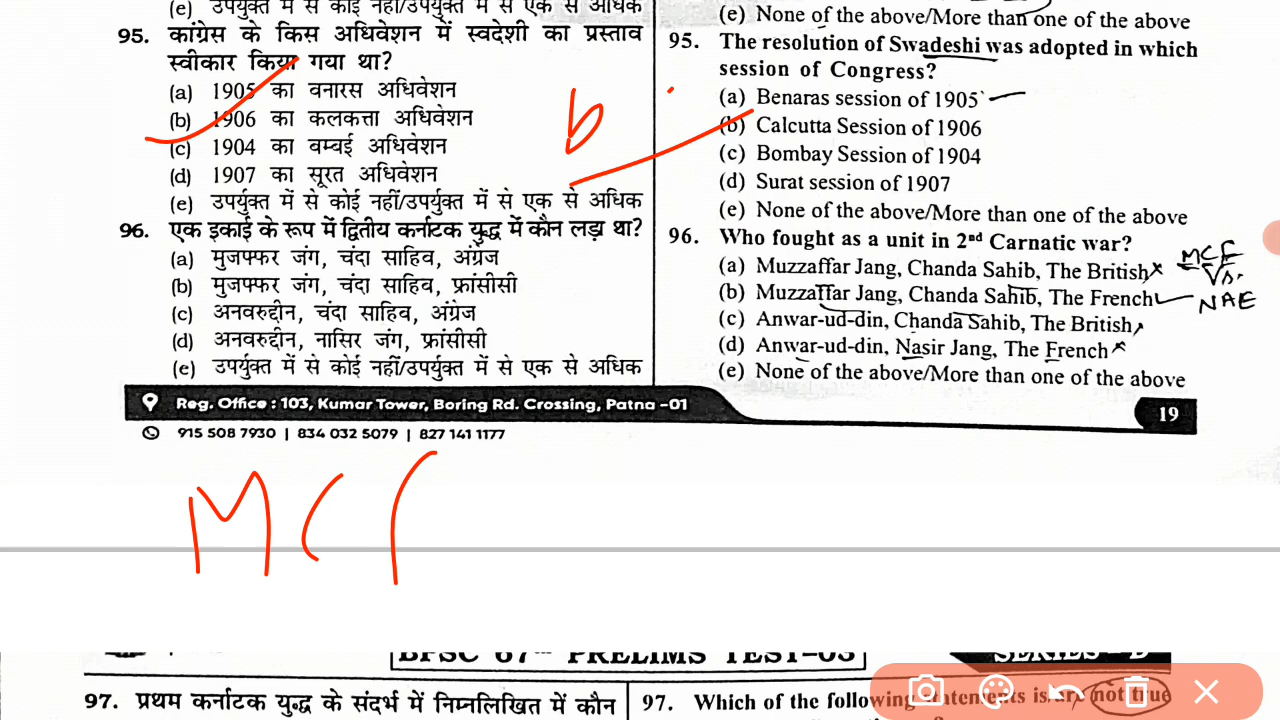 (e) उपर्युक्त में से कोई नहीं/उपर्युक्त में से एक से अधिक
95. कांग्रेस के किस अधिवेशन में स्वदेशी का प्रस्ताव
स्वीकार किया गया था?
(a) 1905 का वनारस अधिवेशन
(b) 1906 का कलकत्ता अधिवेशन
(c) 1904 का वम्वई अधिवेशन
(d) 1907 का सूरत अधिवेशन
(e) उपर्युक्त में से कोई नहीं/उपर्युक्त में से एक से अधिक
96. एक इकाई के रूप में द्वितीय कर्नाटक युद्ध में कौन लड़ा था?
(a) मुजफ्फर जंग, चंदा साहिव, अंग्रेज
(b) मुजफ्फर जंग, चंदा साहिव, फ्रांसीसी
(c) अनवरुद्दीन, चंदा साहिव, अंग्रेज
(d) अनवरुद्दीन, नासिर जंग, फ्रांसीसी
(e) उपर्युक्त में से कोई नहीं/उपर्युक्त में से एक से अधिक
b
(e) None of the above/More than one of the above
95. The resolution of Swadeshi was adopted in which
session of Congress?
(a) Benaras session of 1905
(b) Calcutta Session of 1906
(c) Bombay Session of 1904
(d) Surat session of 1907
(e) None of the above/More than one of the above
96. Who fought as a unit in 2nd Carnatic war?
(a) Muzzaffar Jang, Chanda Sahib, The British
(b) Muzzaffar Jang, Chanda Sahib, The French
(c) Anwar-ud-din, Chanda Sahib, The British
(d) Anwar-ud-din, Nasir Jang, The French
(e) None of the above/More than one of the above
MCF
Vs.
NAE
Reg. Office : 103, Kumar Tower, Boring Rd. Crossing, Patna -01
19
915 508 7930 | 834 032 5079 | 827 141 1177
MC
BPSC 67th PRELIMS TEST-03
SERIES - D
97. प्रथम कर्नाटक युद्ध के संदर्भ में निम्नलिखित में कौन
97. Which of the following statements is/are not true